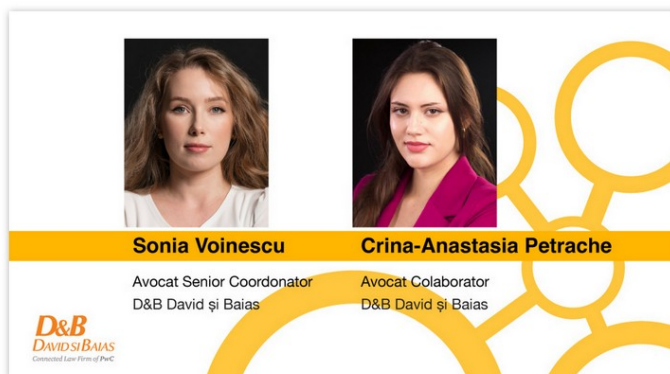 Sonia Voinescu
Avocat Senior Coordonator
D&B David și Baias
Crina-Anastasia Petrache
Avocat Colaborator
D&B David și Baias
D&B
DAVID SI BAIAS
Connected Law Firm of PwC